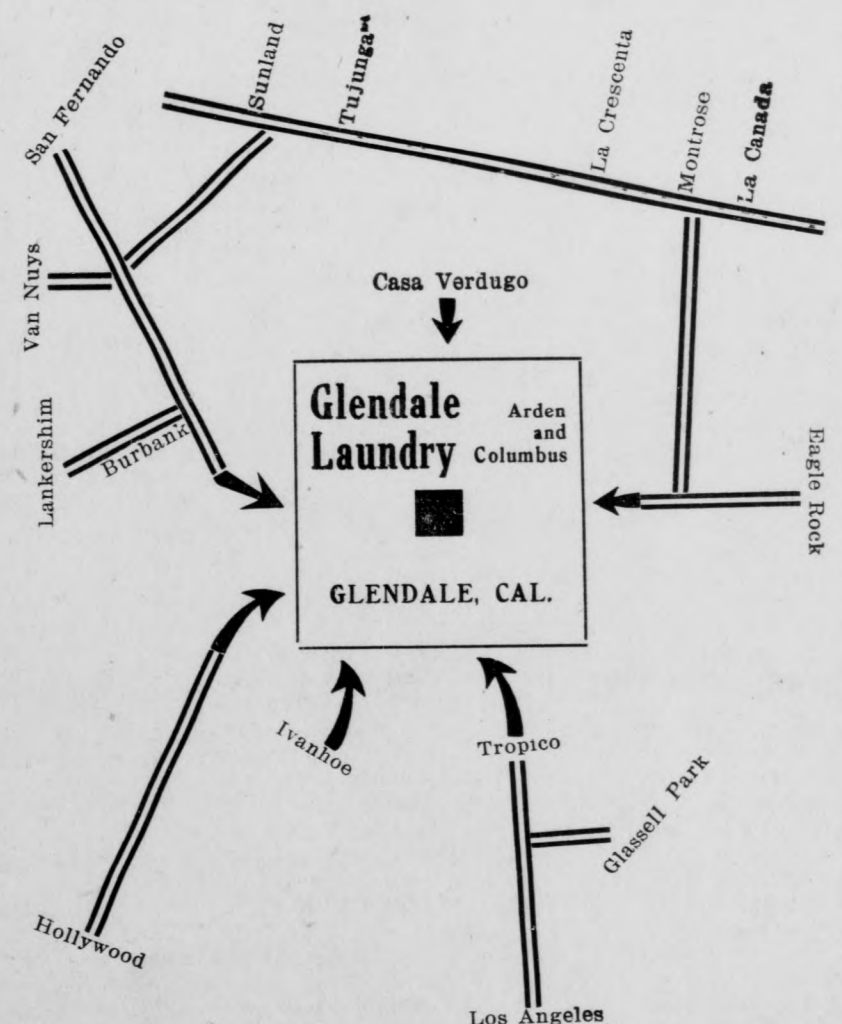 San Fernando
Sunland
Tujunga
La Crescenta
Montrose
La Canada
Van Nuys
Casa Verdugo
Glendale
Laundry
Arden
and
Columbus
Lankershim
Burbank
Eagle Rock
GLENDALE, CAL.
Ivanhoe
Tropico
Glassell Park
Hollywood
Los Angeles